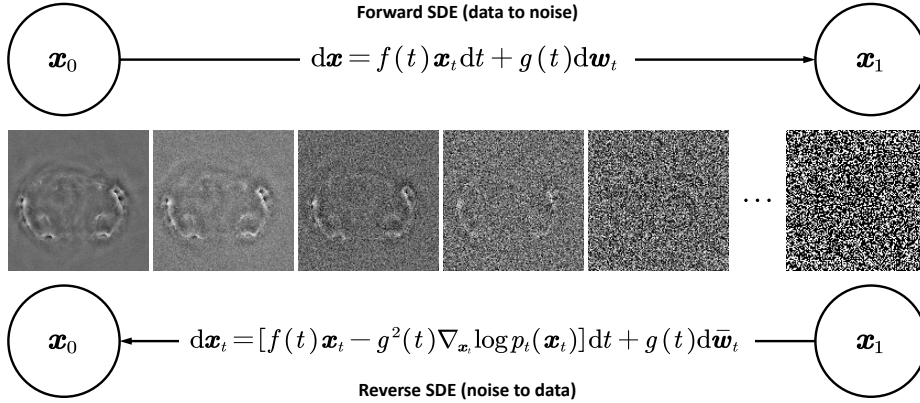 Forward SDE (data to noise)
x₀ dx = f(t)xₜdt + g(t)dwₜ x₁
...
x₀ dxₜ = [f(t)xₜ − g²(t)∇ₓₜ log pₜ(xₜ)]dt + g(t)dw̄ₜ x₁
Reverse SDE (noise to data)